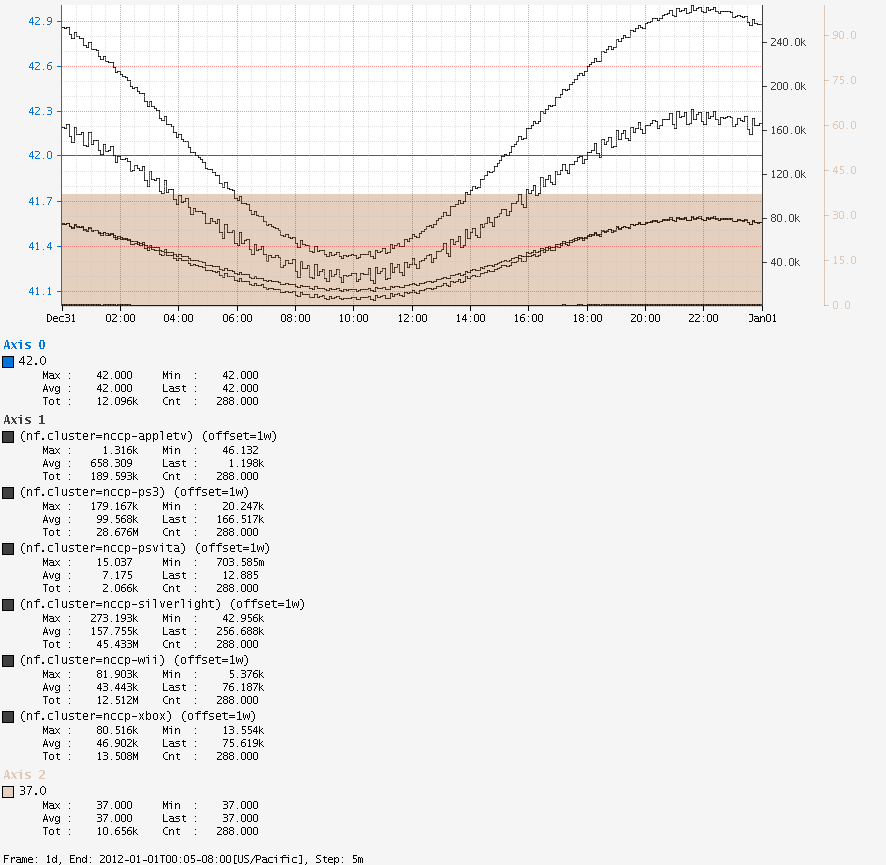 42.9
42.6
42.3
42.0
41.7
41.4
41.1
240.0k
200.0k
160.0k
120.0k
80.0k
40.0k
90.0
75.0
60.0
45.0
30.0
15.0
0.0
Dec31 02:00 04:00 06:00 08:00 10:00 12:00 14:00 16:00 18:00 20:00 22:00 Jan01
Axis 0
42.0
Max : 42.000 Min : 42.000
Avg : 42.000 Last : 42.000
Tot : 12.096k Cnt : 288.000
Axis 1
(nf.cluster=nccp-appletv) (offset=1w)
Max : 1.316k Min : 46.132
Avg : 658.309 Last : 1.198k
Tot : 189.593k Cnt : 288.000
(nf.cluster=nccp-ps3) (offset=1w)
Max : 179.167k Min : 20.247k
Avg : 99.568k Last : 166.517k
Tot : 28.676M Cnt : 288.000
(nf.cluster=nccp-psvita) (offset=1w)
Max : 15.037 Min : 703.585m
Avg : 7.175 Last : 12.885
Tot : 2.066k Cnt : 288.000
(nf.cluster=nccp-silverlight) (offset=1w)
Max : 273.193k Min : 42.956k
Avg : 157.755k Last : 256.688k
Tot : 45.433M Cnt : 288.000
(nf.cluster=nccp-wii) (offset=1w)
Max : 81.903k Min : 5.376k
Avg : 43.443k Last : 76.187k
Tot : 12.512M Cnt : 288.000
(nf.cluster=nccp-xbox) (offset=1w)
Max : 80.516k Min : 13.554k
Avg : 46.902k Last : 75.619k
Tot : 13.508M Cnt : 288.000
Axis 2
37.0
Max : 37.000 Min : 37.000
Avg : 37.000 Last : 37.000
Tot : 10.656k Cnt : 288.000
Frame: 1d, End: 2012-01-01T00:05-08:00[US/Pacific], Step: 5m